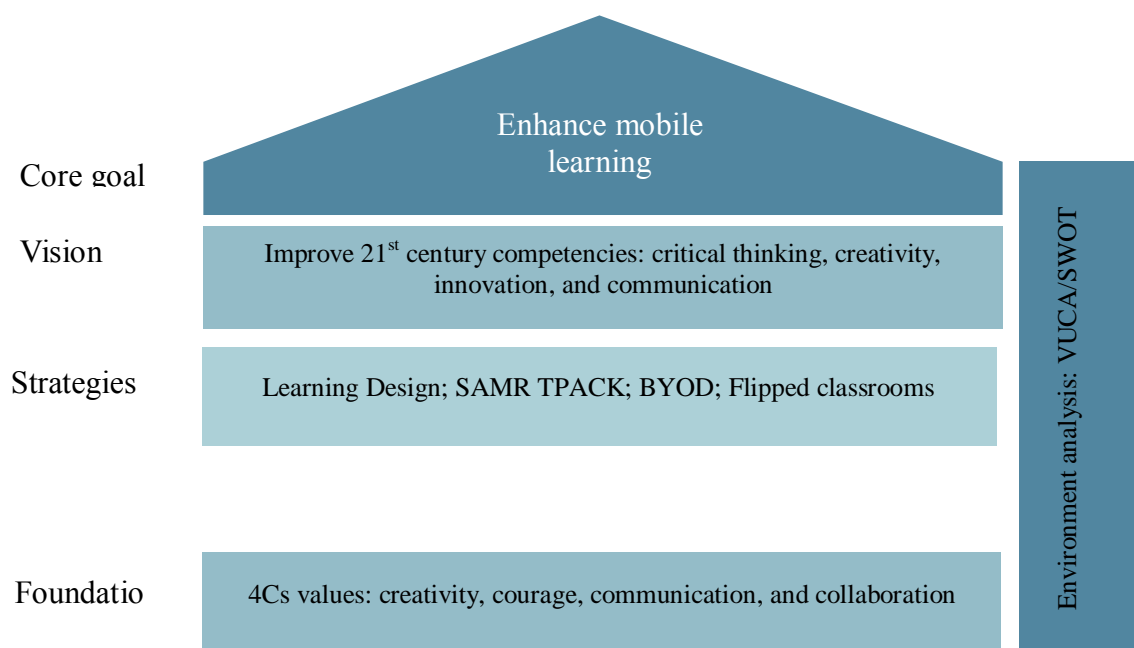 Enhance mobile
learning
Core goal
Vision
Improve 21st century competencies: critical thinking, creativity,
innovation, and communication
Strategies
Learning Design; SAMR TPACK; BYOD; Flipped classrooms
Foundatio
4Cs values: creativity, courage, communication, and collaboration
Environment analysis: VUCA/SWOT